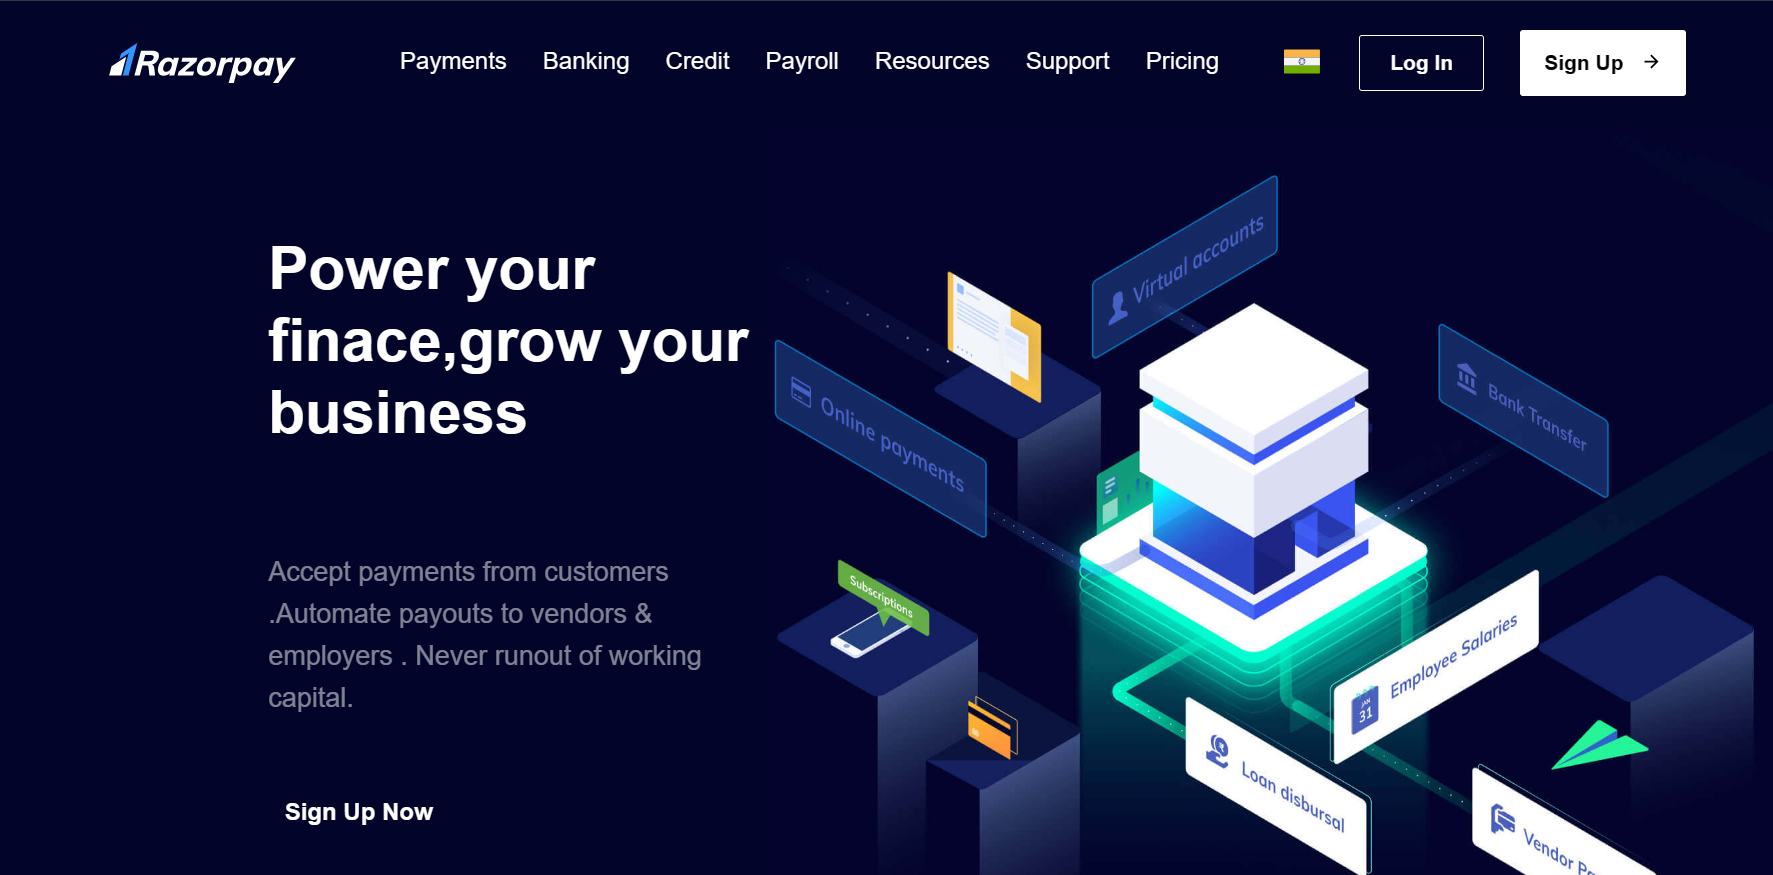 Razorpay
Payments Banking Credit Payroll Resources Support Pricing
Log In
Sign Up
Power your
finace,grow your
business
Accept payments from customers
.Automate payouts to vendors &
employers . Never runout of working
capital.
Sign Up Now
Virtual accounts
Online payments
Bank Transfer
Subscriptions
Employee Salaries
JAN
31
Loan disbursal
Vendor